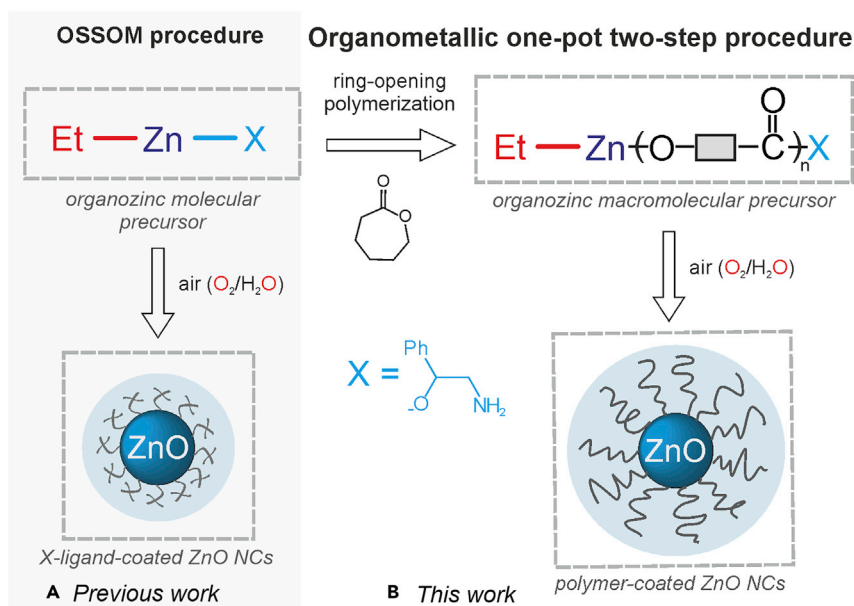 OSSOM procedure
Et — Zn — X
organozinc molecular
precursor
air (O₂/H₂O)
ZnO
X-ligand-coated ZnO NCs
A Previous work
Organometallic one-pot two-step procedure
ring-opening
polymerization
O
O
Et — Zn (O C)n X
O
organozinc macromolecular precursor
air (O₂/H₂O)
X =
Ph
-O
NH₂
ZnO
polymer-coated ZnO NCs
B This work